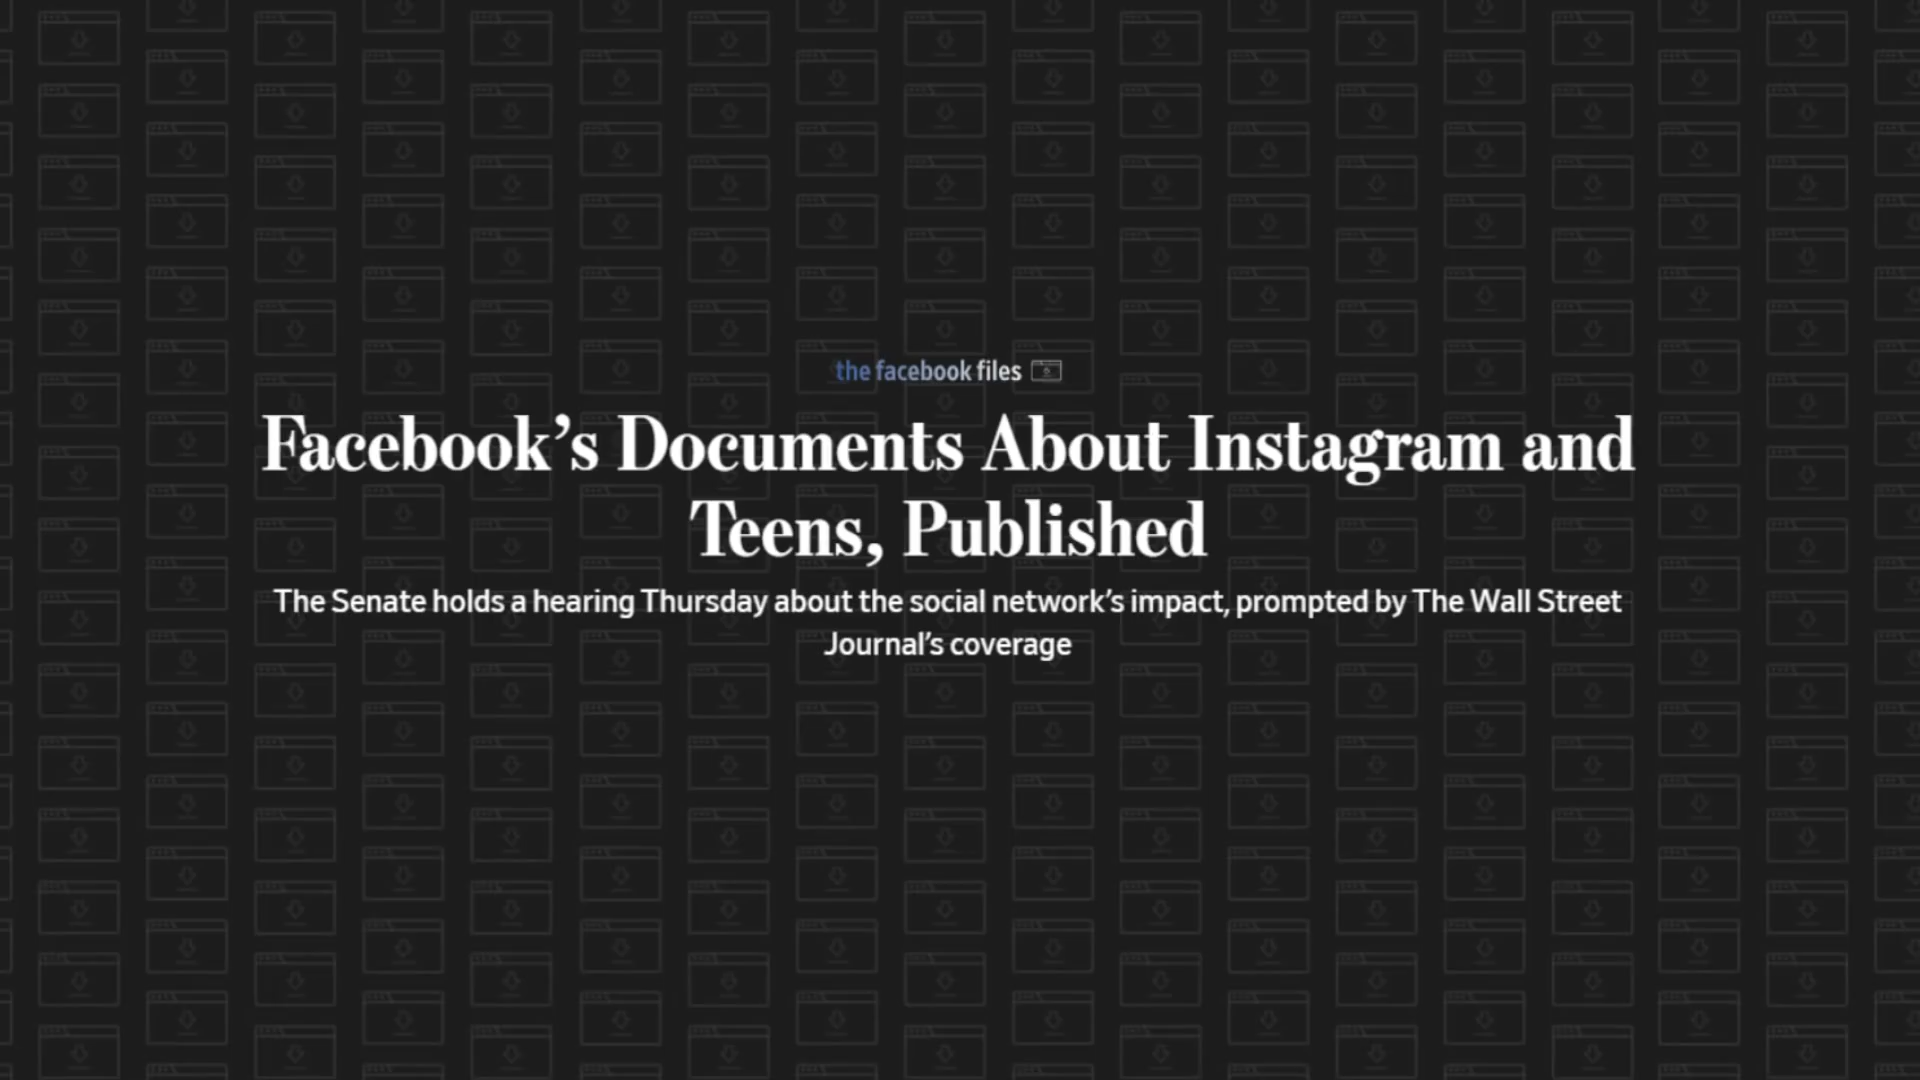 the facebook files
Facebook’s Documents About Instagram and
Teens, Published
The Senate holds a hearing Thursday about the social network’s impact, prompted by The Wall Street
Journal’s coverage